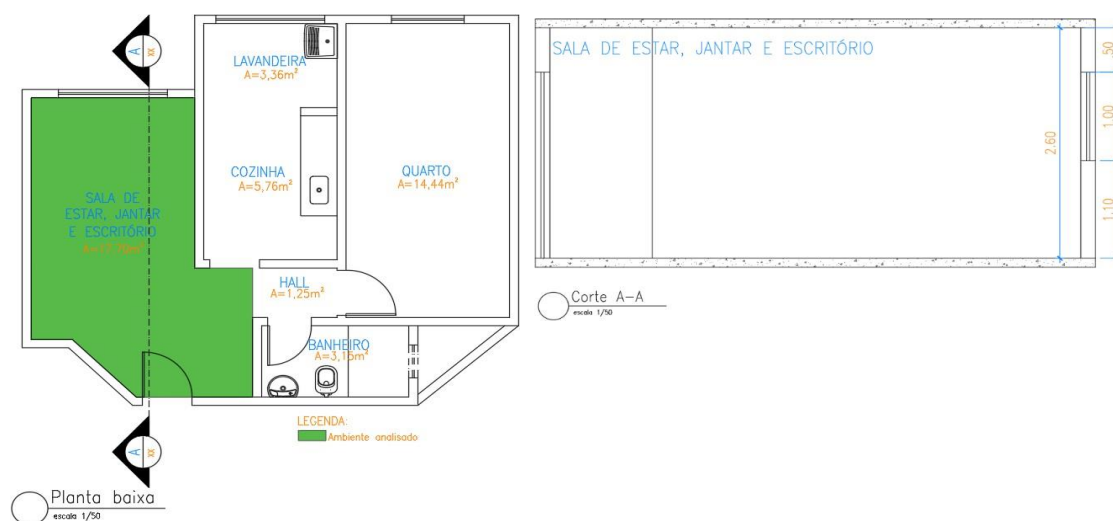 A
XX
LAVANDEIRA
A=3,36m²
COZINHA
A=5,76m²
QUARTO
A=14,44m²
SALA DE
ESTAR, JANTAR
E ESCRITÓRIO
HALL
A=1,25m²
BANHEIRO
LEGENDA:
Ambiente analisado
A
XX
Planta baixa
escala 1/50
SALA DE ESTAR, JANTAR E ESCRITÓRIO
2.60
.50
1.00
1.10
Corte A-A
escala 1/50